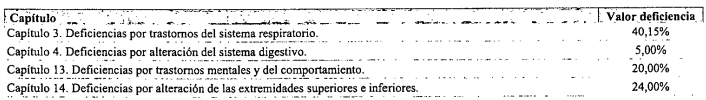 Capítulo Valor deficiencia
Capítulo 3. Deficiencias por trastornos del sistema respiratorio. 40,15%
Capítulo 4. Deficiencias por alteración del sistema digestivo. 5,00%
Capítulo 13. Deficiencias por trastornos mentales y del comportamiento. 20,00%
Capítulo 14. Deficiencias por alteración de las extremidades superiores e inferiores. 24,00%